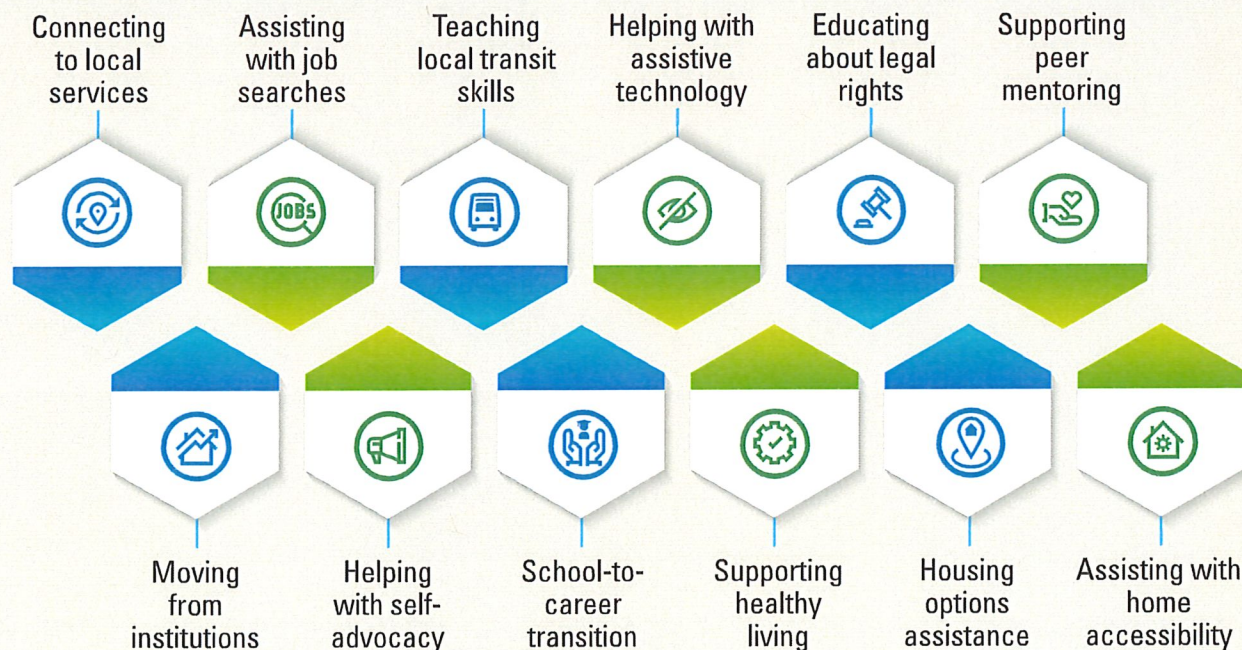 Connecting
to local
services
Assisting
with job
searches
Teaching
local transit
skills
Helping with
assistive
technology
Educating
about legal
rights
Supporting
peer
mentoring
JOBS
Moving
from
institutions
Helping
with self-
advocacy
School-to-
career
transition
Supporting
healthy
living
Housing
options
assistance
Assisting with
home
accessibility